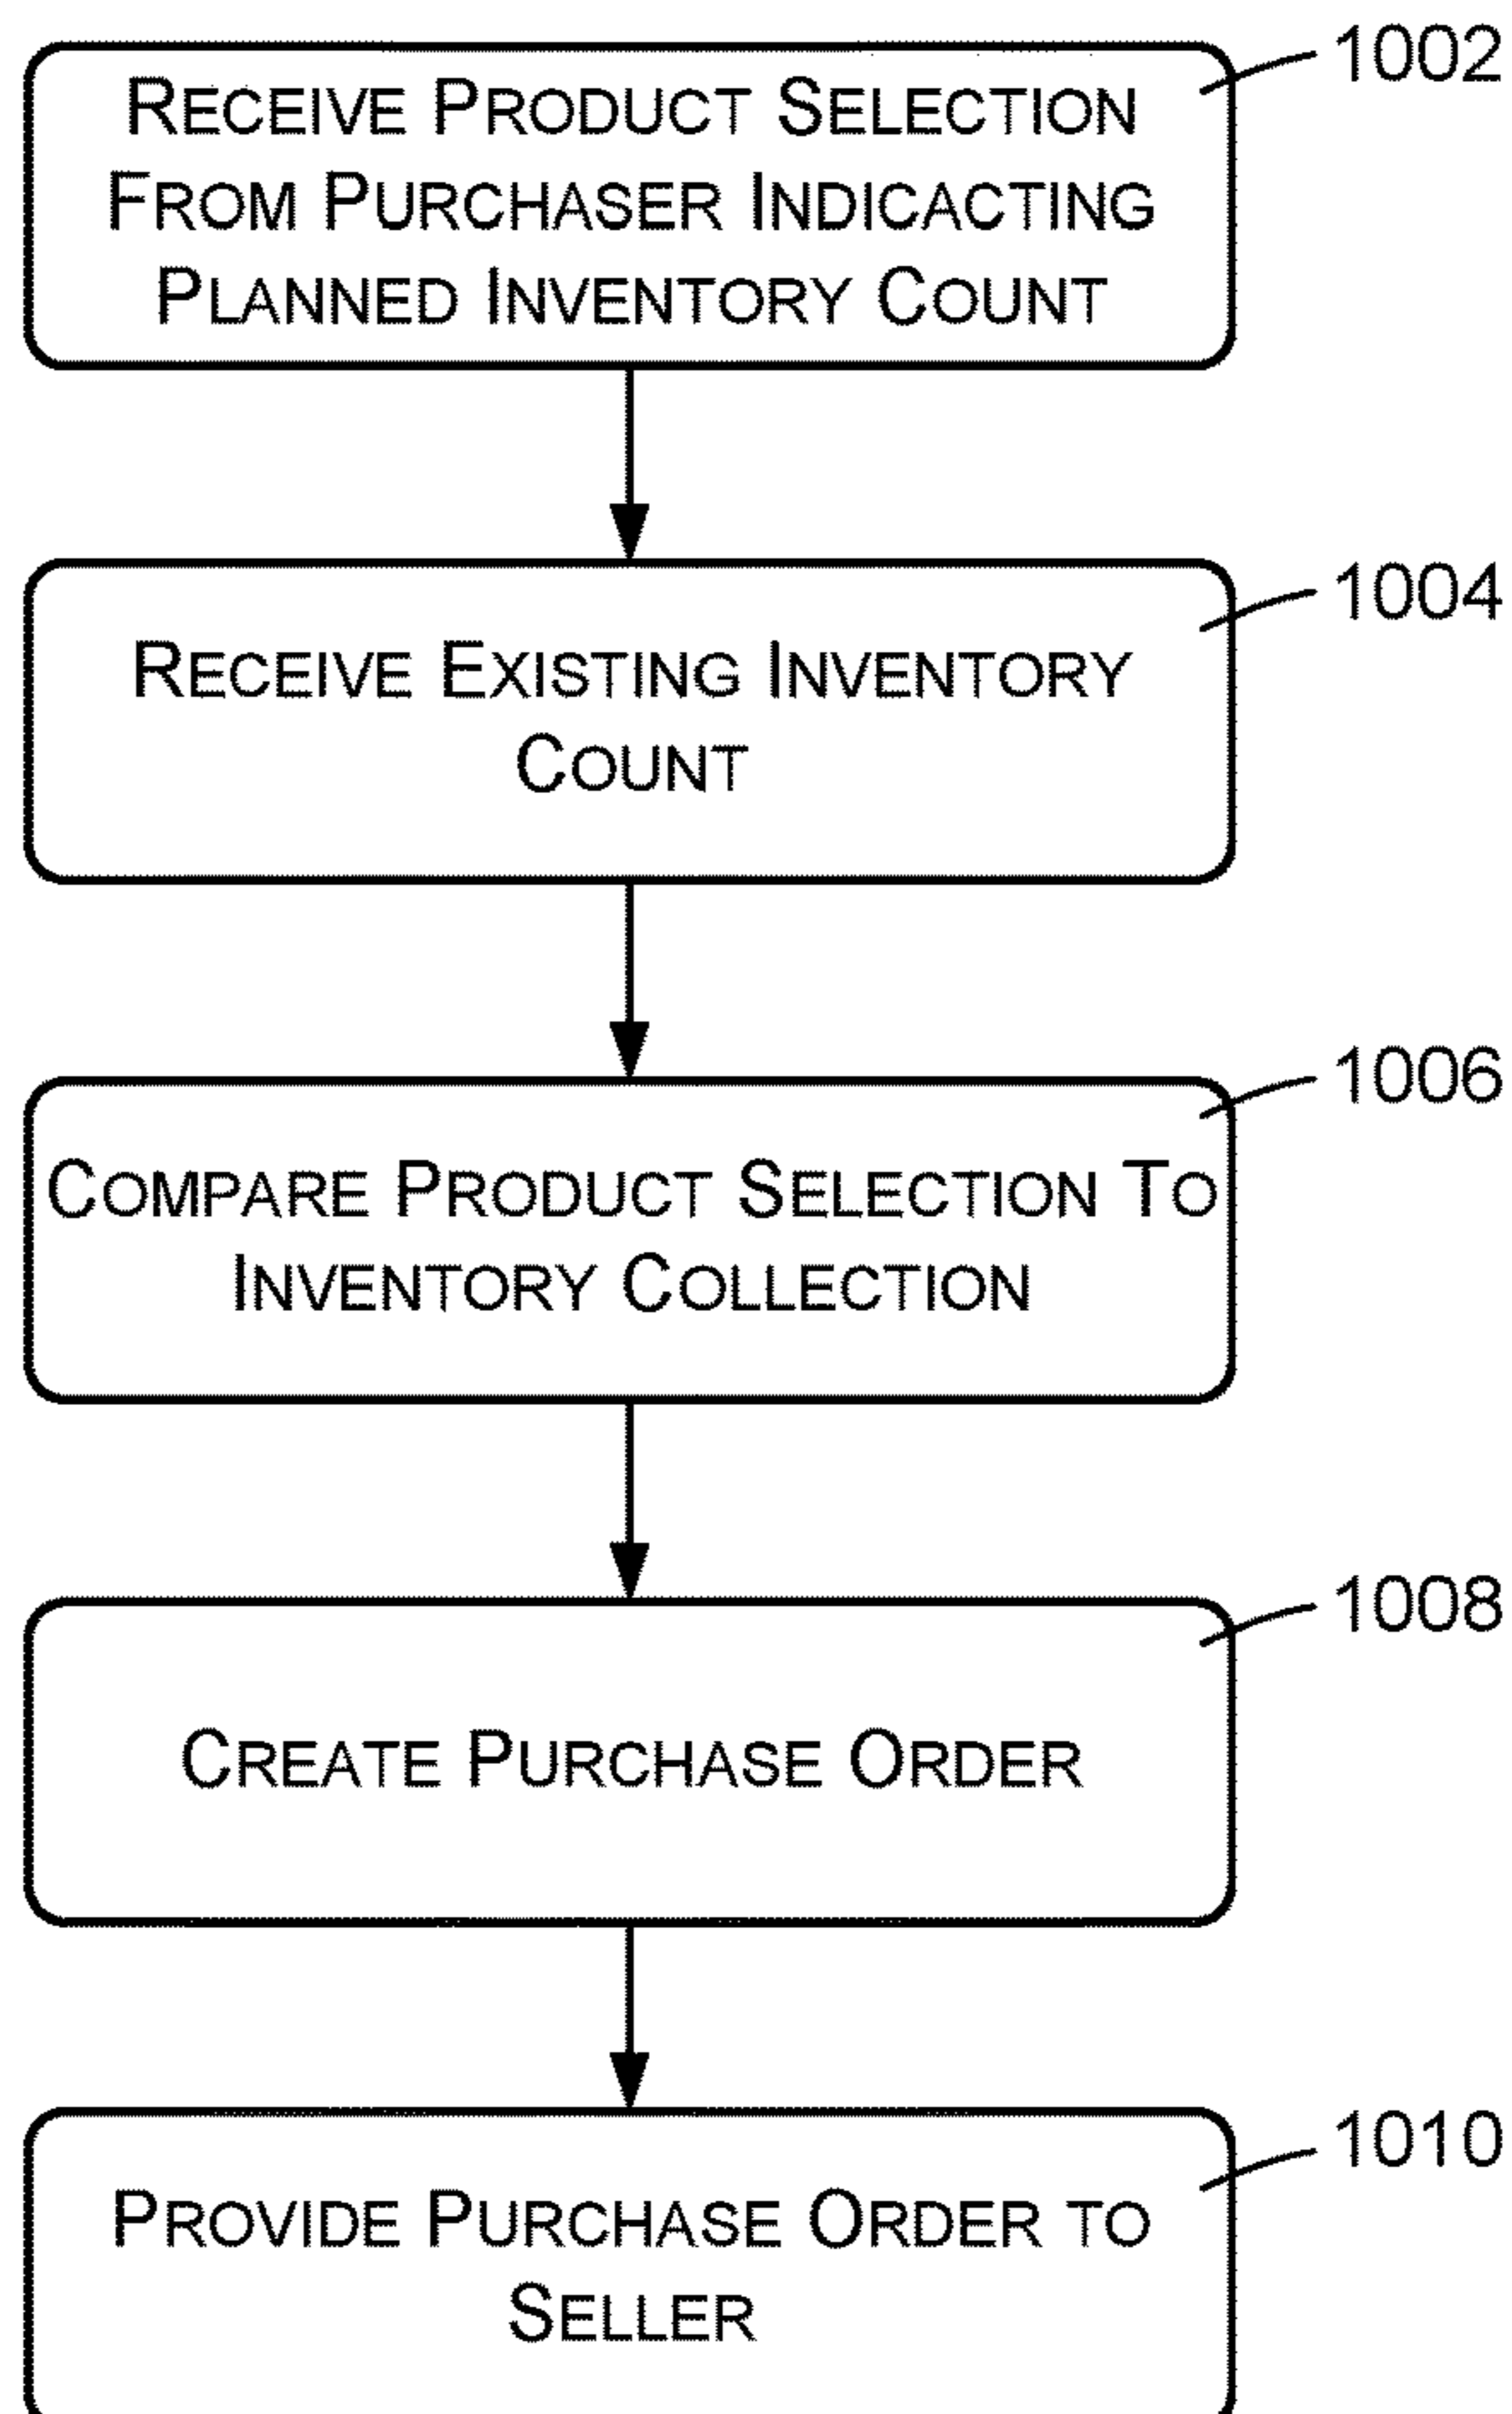 1002
RECEIVE PRODUCT SELECTION
FROM PURCHASER INDICACTING
PLANNED INVENTORY COUNT
1004
RECEIVE EXISTING INVENTORY
COUNT
1006
COMPARE PRODUCT SELECTION TO
INVENTORY COLLECTION
1008
CREATE PURCHASE ORDER
1010
PROVIDE PURCHASE ORDER TO
SELLER